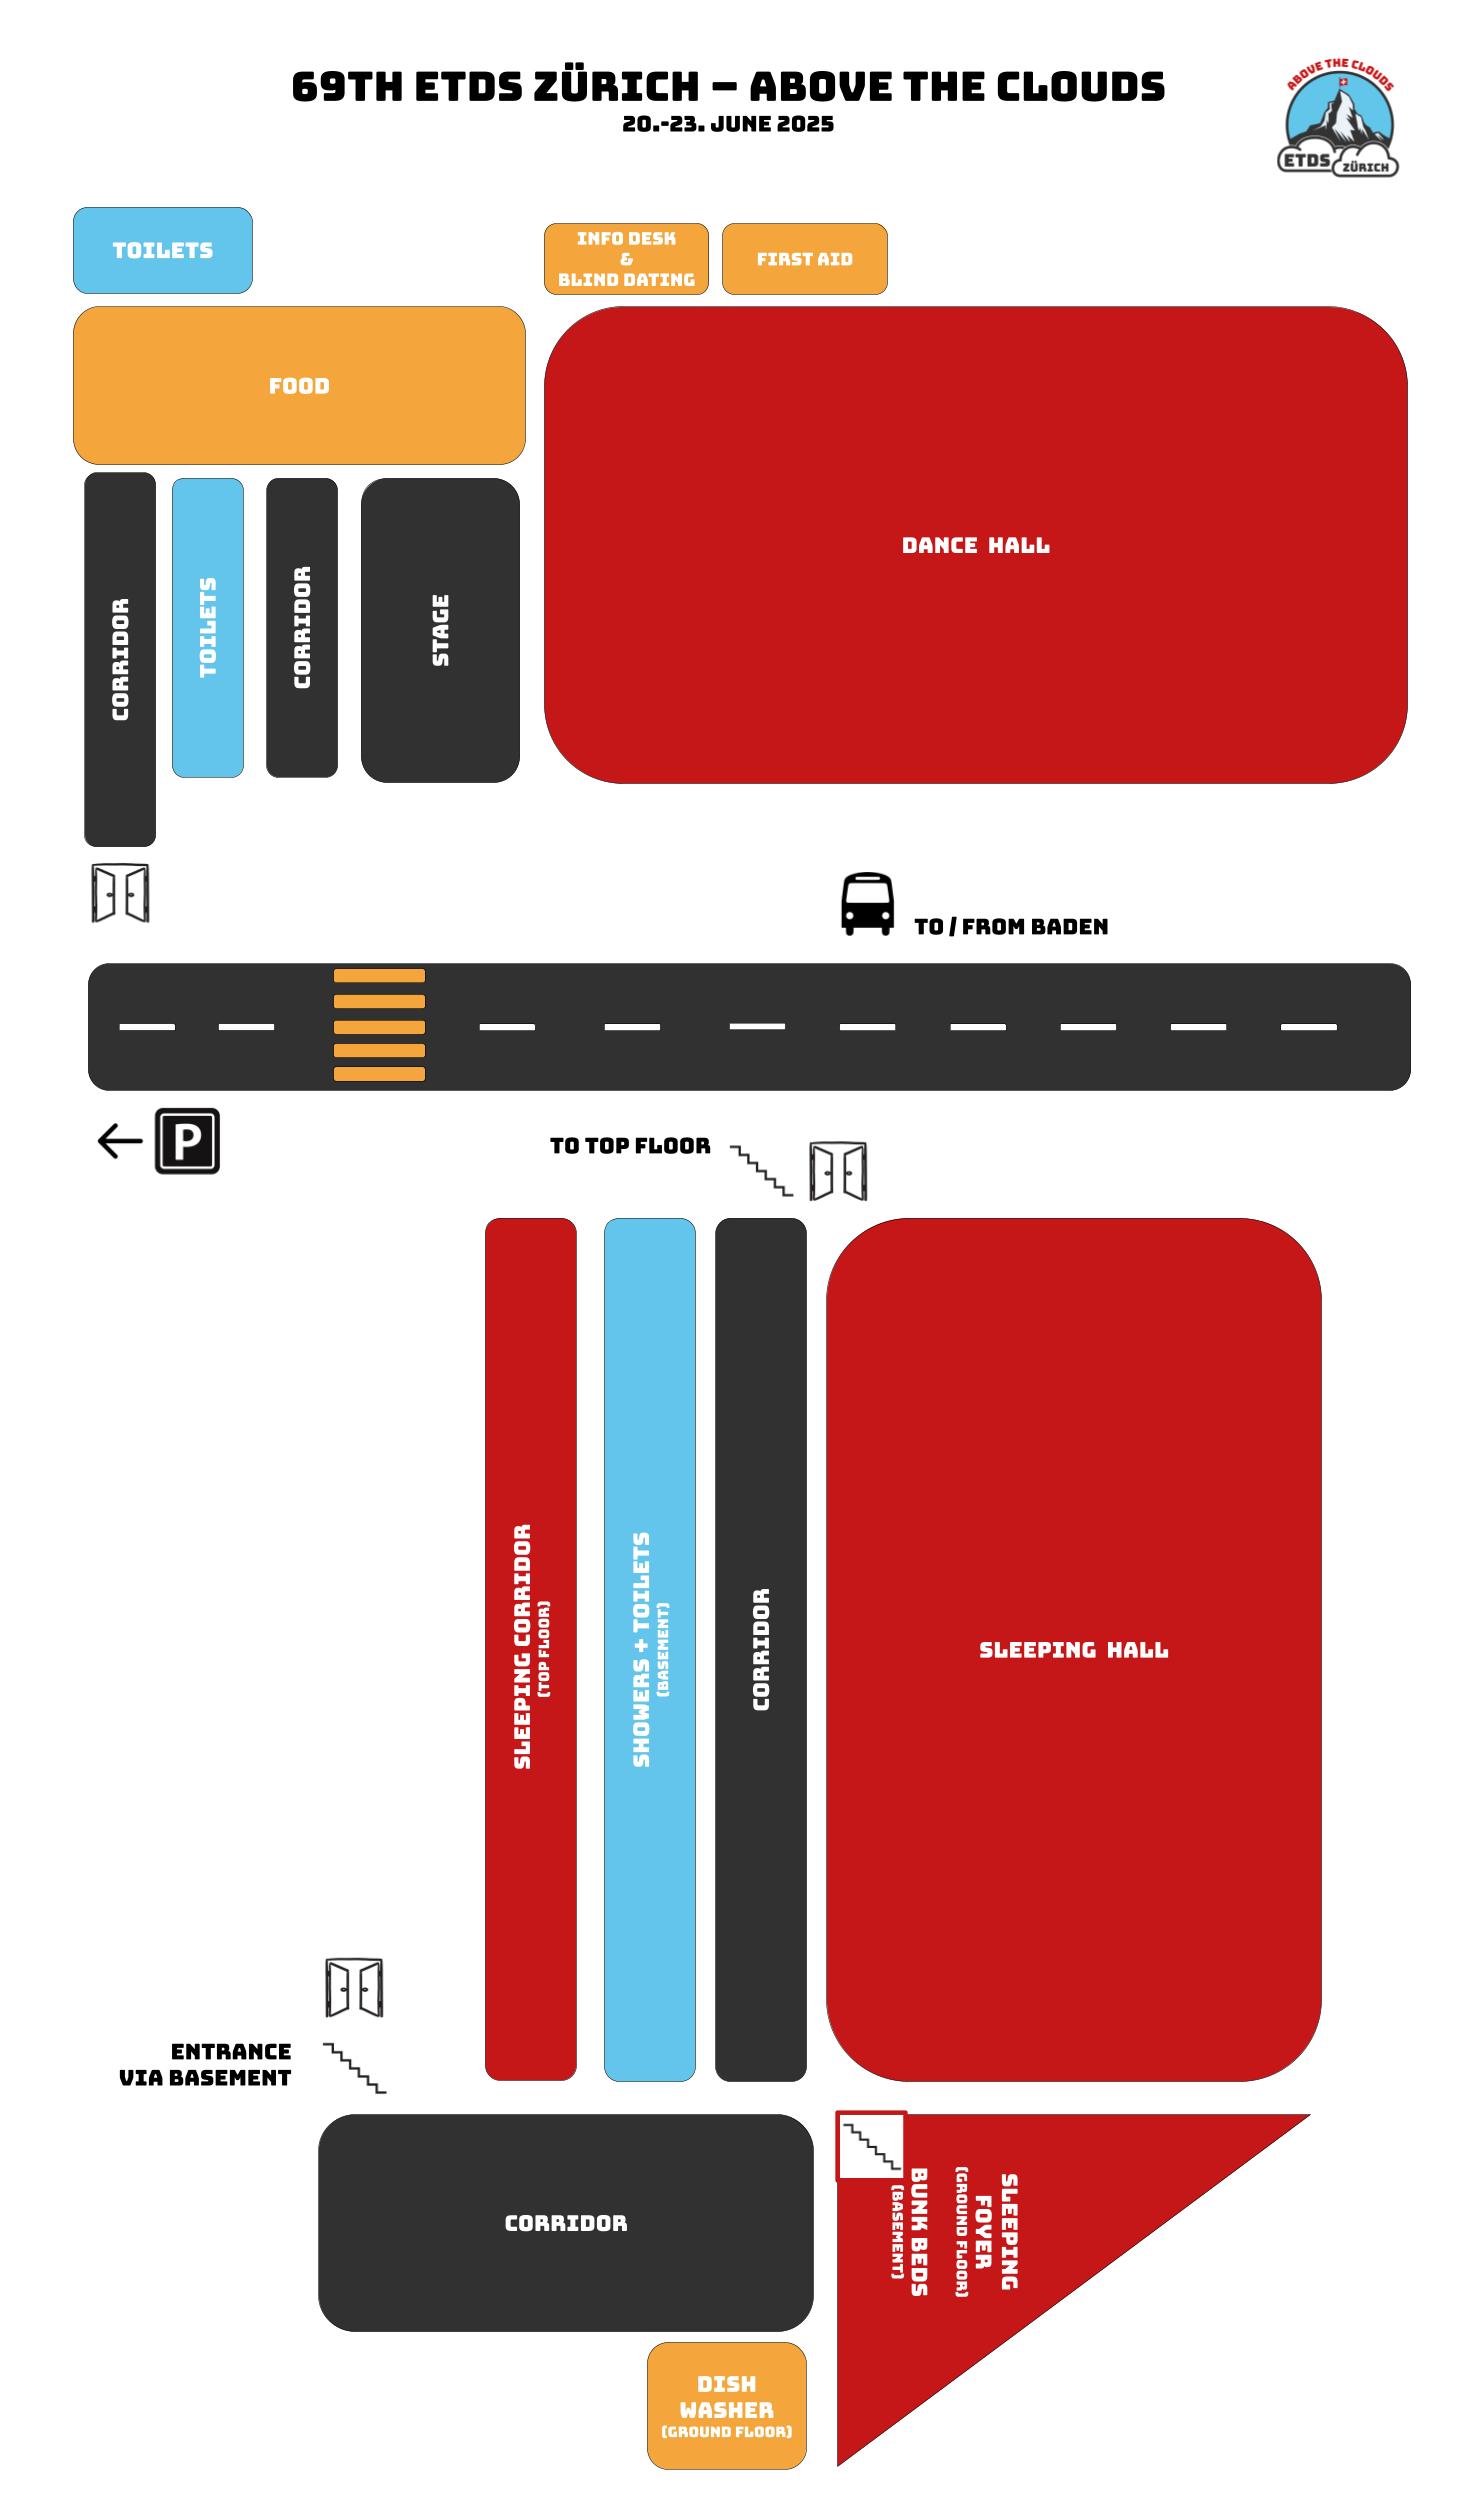 69TH ETDS ZÜRICH – ABOVE THE CLOUDS
20.-23. JUNE 2025
ABOVE THE CLOUDS
ETDS
ZÜRICH
TOILETS
INFO DESK
&
BLIND DATING
FIRST AID
FOOD
DANCE HALL
CORRIDOR
TOILETS
CORRIDOR
STAGE
TO / FROM BADEN
P
TO TOP FLOOR
SLEEPING CORRIDOR
(TOP FLOOR)
SHOWERS + TOILETS
(BASEMENT)
CORRIDOR
SLEEPING HALL
ENTRANCE
VIA BASEMENT
CORRIDOR
SLEEPING
FOYER
(GROUND FLOOR)
BUNK BEDS
(BASEMENT)
DISH
WASHER
(GROUND FLOOR)